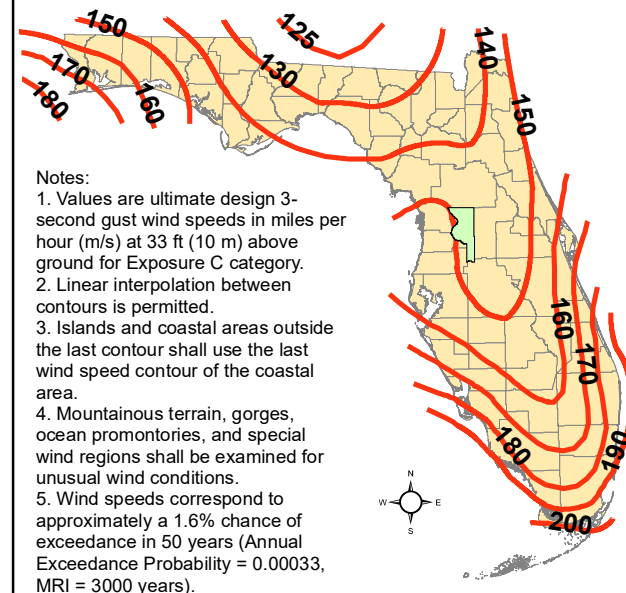 125
150
130
140
170
160
180
150
Notes:
1. Values are ultimate design 3-
second gust wind speeds in miles per
hour (m/s) at 33 ft (10 m) above
ground for Exposure C category.
2. Linear interpolation between
contours is permitted.
3. Islands and coastal areas outside
the last contour shall use the last
wind speed contour of the coastal
area.
4. Mountainous terrain, gorges,
ocean promontories, and special
wind regions shall be examined for
unusual wind conditions.
5. Wind speeds correspond to
approximately a 1.6% chance of
exceedance in 50 years (Annual
Exceedance Probability = 0.00033,
MRI = 3000 years).
160
170
180
190
200
N
W E
S